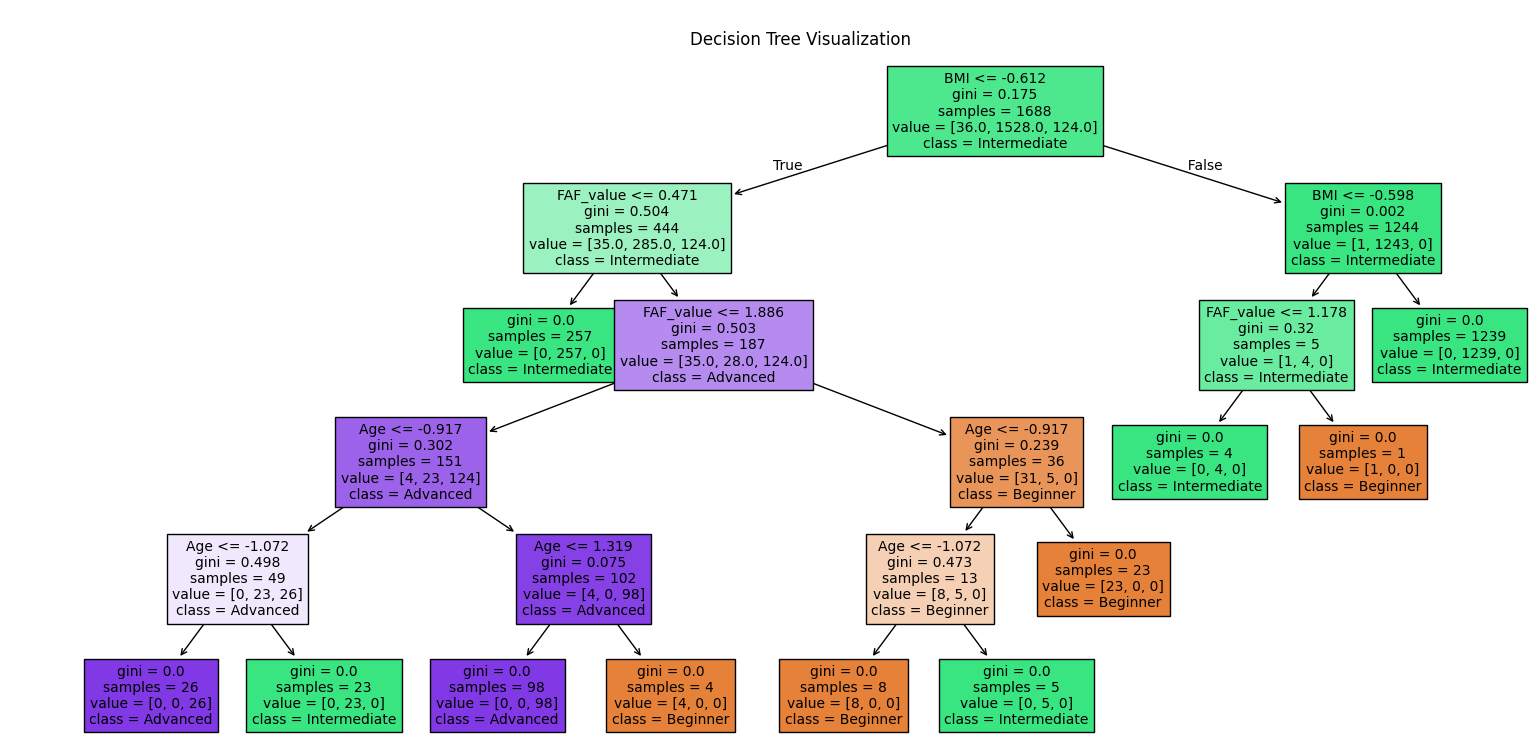 Decision Tree Visualization
BMI <= -0.612
gini = 0.175
samples = 1688
value = [36.0, 1528.0, 124.0]
class = Intermediate
True
False
FAF_value <= 0.471
gini = 0.504
samples = 444
value = [35.0, 285.0, 124.0]
class = Intermediate
BMI <= -0.598
gini = 0.002
samples = 1244
value = [1, 1243, 0]
class = Intermediate
gini = 0.0
samples = 257
value = [0, 257, 0]
class = Intermediate
FAF_value <= 1.886
gini = 0.503
samples = 187
value = [35.0, 28.0, 124.0]
class = Advanced
FAF_value <= 1.178
gini = 0.32
samples = 5
value = [1, 4, 0]
class = Intermediate
gini = 0.0
samples = 1239
value = [0, 1239, 0]
class = Intermediate
Age <= -0.917
gini = 0.302
samples = 151
value = [4, 23, 124]
class = Advanced
Age <= -0.917
gini = 0.239
samples = 36
value = [31, 5, 0]
class = Beginner
gini = 0.0
samples = 4
value = [0, 4, 0]
class = Intermediate
gini = 0.0
samples = 1
value = [1, 0, 0]
class = Beginner
Age <= -1.072
gini = 0.498
samples = 49
value = [0, 23, 26]
class = Advanced
Age <= 1.319
gini = 0.075
samples = 102
value = [4, 0, 98]
class = Advanced
Age <= -1.072
gini = 0.473
samples = 13
value = [8, 5, 0]
class = Beginner
gini = 0.0
samples = 23
value = [23, 0, 0]
class = Beginner
gini = 0.0
samples = 26
value = [0, 0, 26]
class = Advanced
gini = 0.0
samples = 23
value = [0, 23, 0]
class = Intermediate
gini = 0.0
samples = 98
value = [0, 0, 98]
class = Advanced
gini = 0.0
samples = 4
value = [4, 0, 0]
class = Beginner
gini = 0.0
samples = 8
value = [8, 0, 0]
class = Beginner
gini = 0.0
samples = 5
value = [0, 5, 0]
class = Intermediate